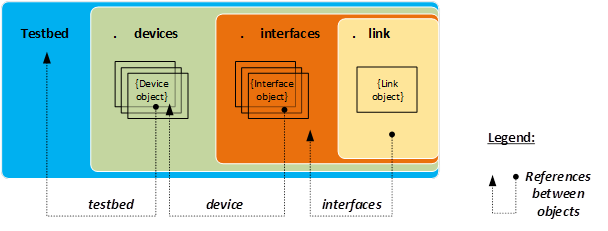 Testbed . devices . interfaces . link
{Device
object}
{Interface
object}
{Link
object}
Legend:
testbed device interfaces
References
between
objects